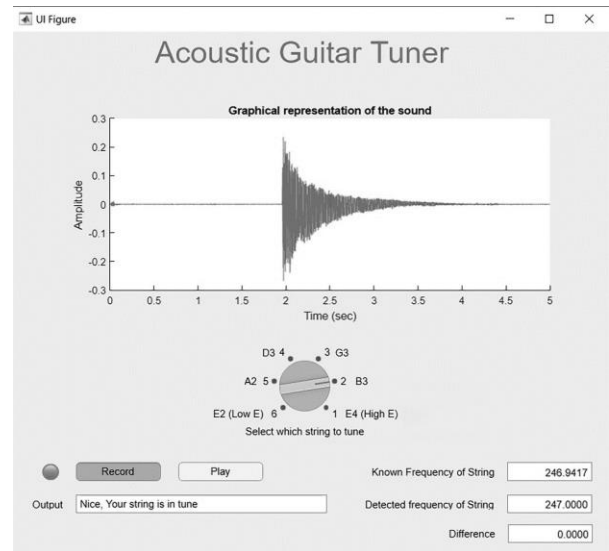 UI Figure
Acoustic Guitar Tuner
Graphical representation of the sound
0.3
0.2
0.1
0
-0.1
-0.2
-0.3
Amplitude
0 0.5 1 1.5 2 2.5 3 3.5 4 4.5 5
Time (sec)
D3 4 3 G3
A2 5 2 B3
E2 (Low E) 6 1 E4 (High E)
Select which string to tune
Record Play Known Frequency of String 246.9417
Output Nice, Your string is in tune Detected frequency of String 247.0000
Difference 0.0000